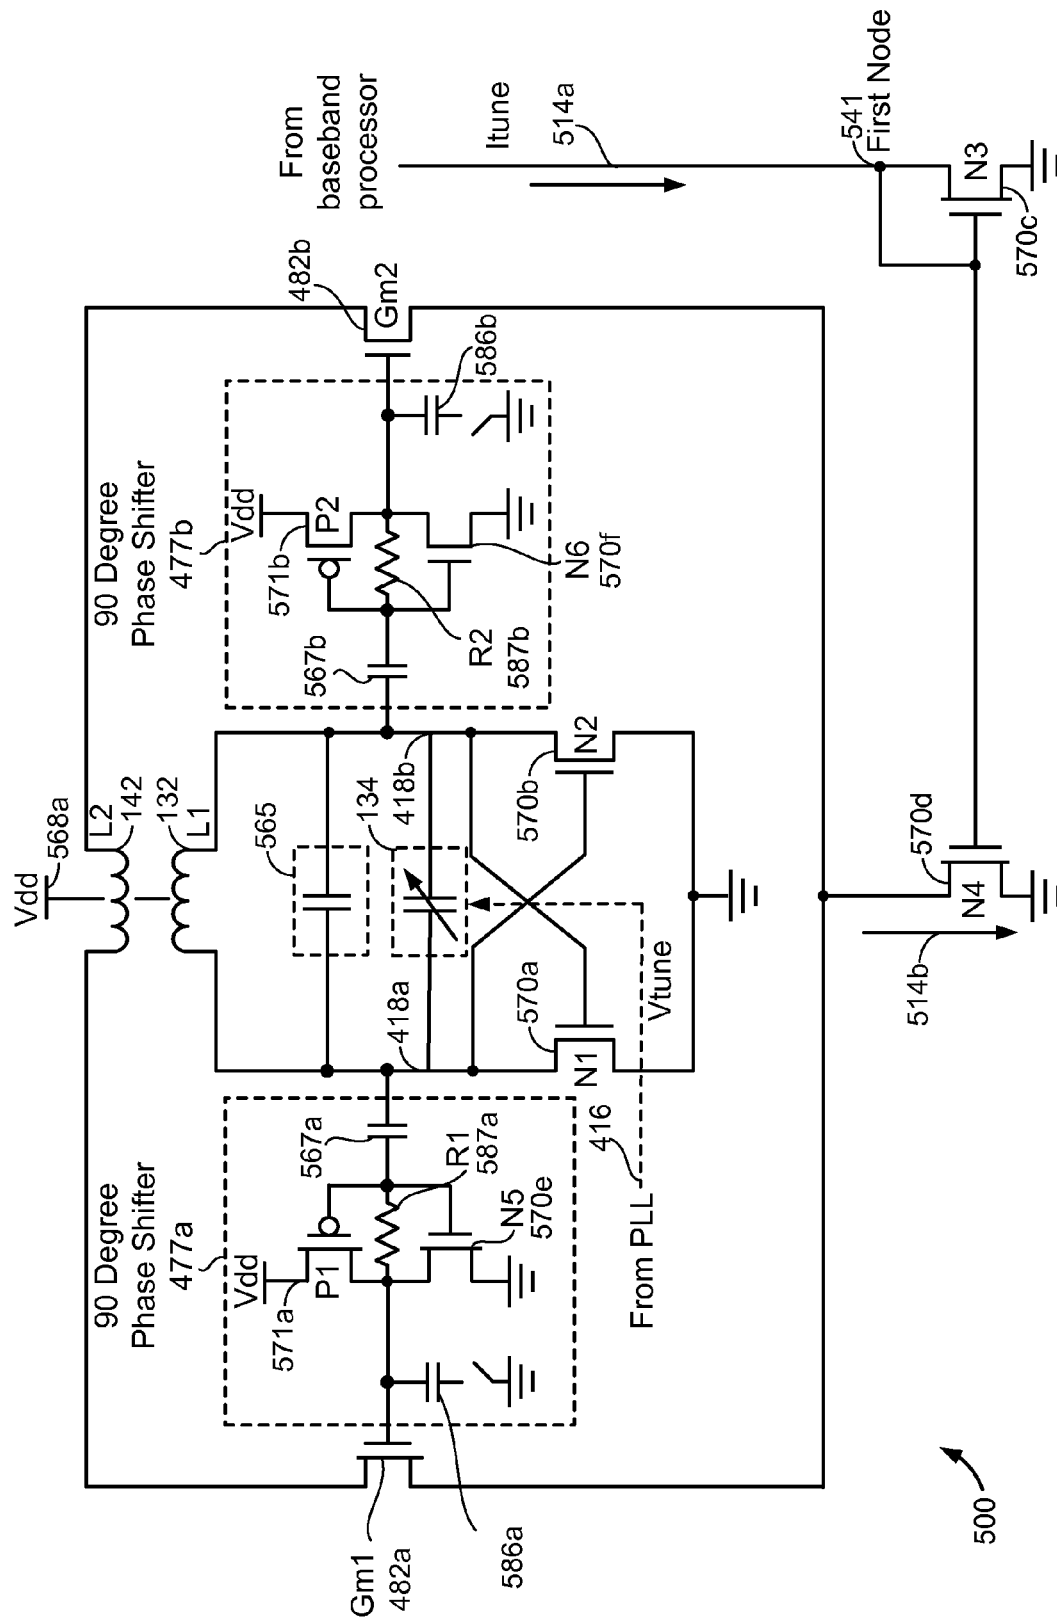 Vdd
568a
L2
142
132
L1
90 Degree
Phase Shifter
477a
Vdd
571a
P1
567a
R1
587a
N5
570e
Gm1
482a
586a
565
418a
134
418b
90 Degree
Phase Shifter
477b
Vdd
571b
P2
567b
R2
587b
N6
570f
482b
Gm2
586b
From
baseband
processor
Itune
514a
541
First Node
N3
570c
570a
N1
570b
N2
Vtune
416
From PLL
514b
N4
570d
500